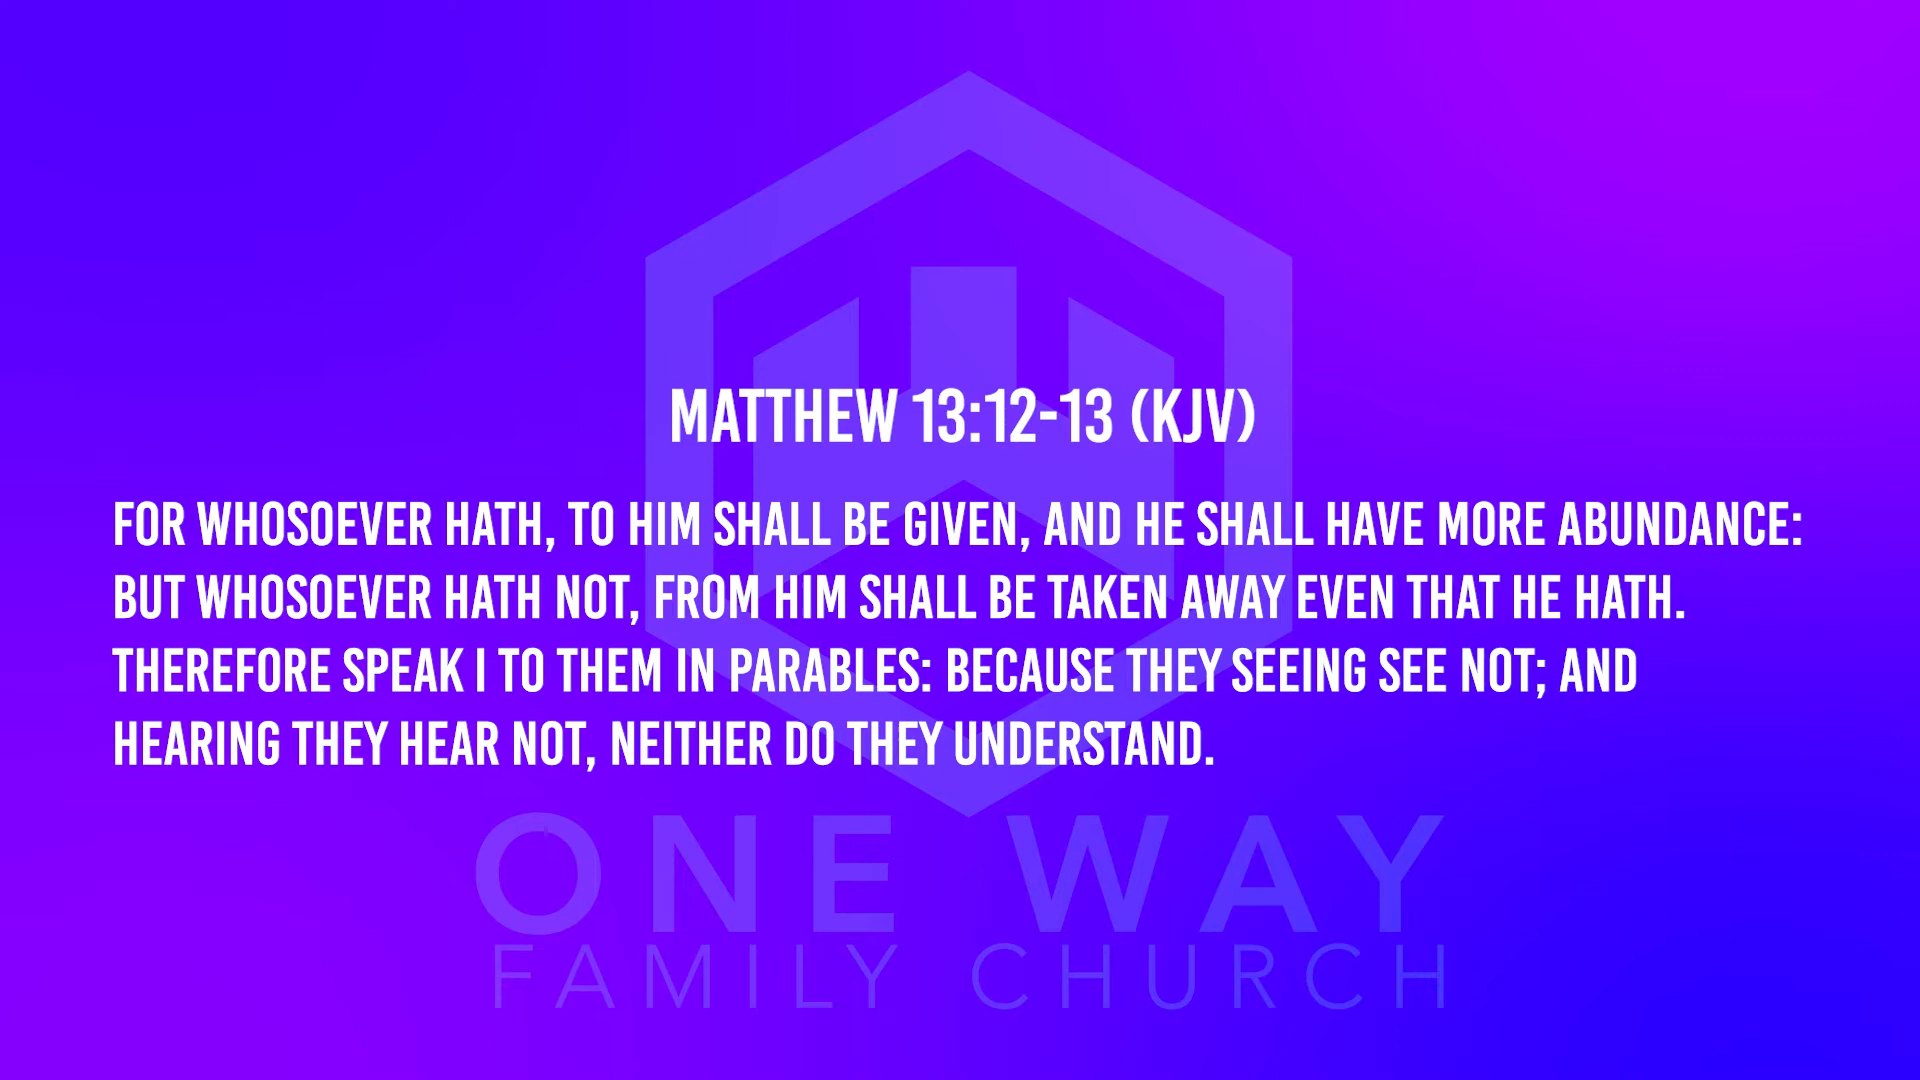 MATTHEW 13:12-13 (KJV)
FOR WHOSOEVER HATH, TO HIM SHALL BE GIVEN, AND HE SHALL HAVE MORE ABUNDANCE:
BUT WHOSOEVER HATH NOT, FROM HIM SHALL BE TAKEN AWAY EVEN THAT HE HATH.
THEREFORE SPEAK I TO THEM IN PARABLES: BECAUSE THEY SEEING SEE NOT; AND
HEARING THEY HEAR NOT, NEITHER DO THEY UNDERSTAND.
ONE WAY
FAMILY CHURCH